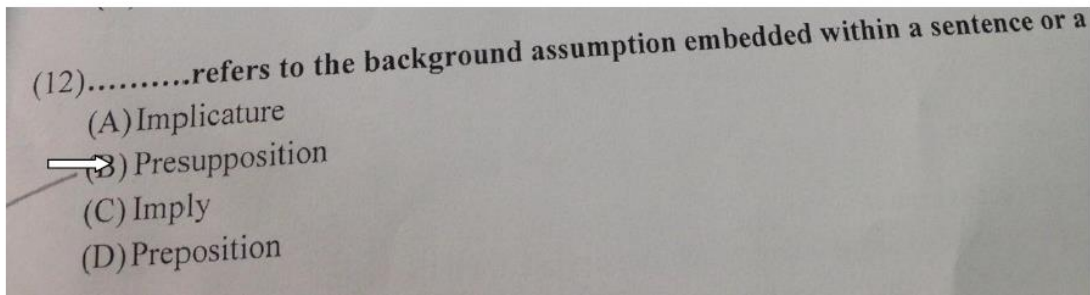 (12)..........refers to the background assumption embedded within a sentence or a
(A) Implicature
(B) Presupposition
(C) Imply
(D) Preposition